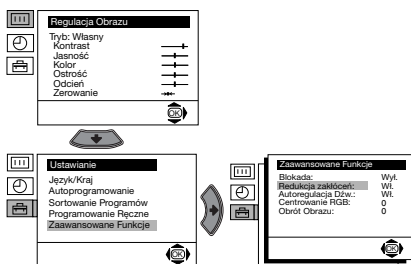 Regulacja Obrazu
Tryb: Własny
Kontrast
Jasność
Kolor
Ostrość
Odcień
Zerowanie
OK
Ustawianie
Język/Kraj
Autoprogramowanie
Sortowanie Programów
Programowanie Ręczne
Zaawansowane Funkcje
OK
Zaawansowane Funkcje
Blokada: Wył.
Redukcja zakłóceń: Wł.
Autoregulacja Dźw.: Wł.
Centrowanie RGB: 0
Obrót Obrazu: 0
OK